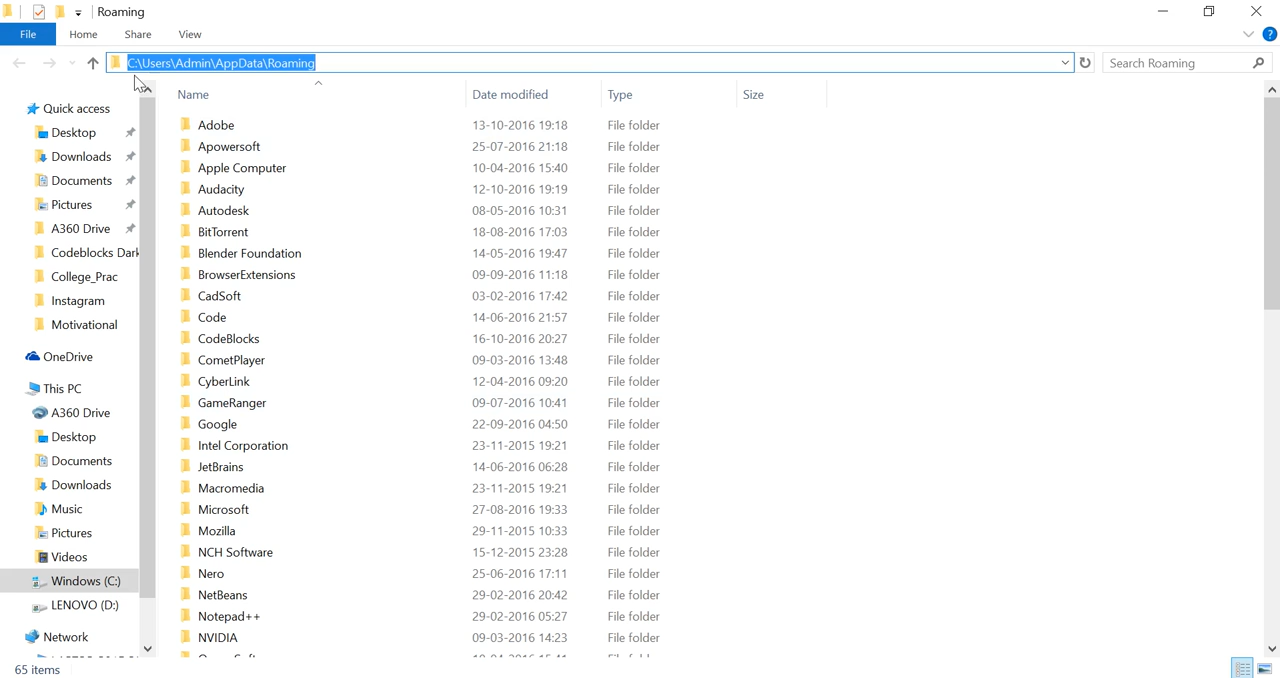 Roaming
File Home Share View
C:\Users\Admin\AppData\Roaming Search Roaming
Name Date modified Type Size
Quick access
Desktop
Downloads
Documents
Pictures
A360 Drive
Codeblocks Dark
College_Prac
Instagram
Motivational
OneDrive
This PC
A360 Drive
Desktop
Documents
Downloads
Music
Pictures
Videos
Windows (C:)
LENOVO (D:)
Network
Adobe 13-10-2016 19:18 File folder
Apowersoft 25-07-2016 21:18 File folder
Apple Computer 10-04-2016 15:40 File folder
Audacity 12-10-2016 19:19 File folder
Autodesk 08-05-2016 10:31 File folder
BitTorrent 18-08-2016 17:03 File folder
Blender Foundation 14-05-2016 19:47 File folder
BrowserExtensions 09-09-2016 11:18 File folder
CadSoft 03-02-2016 17:42 File folder
Code 14-06-2016 21:57 File folder
CodeBlocks 16-10-2016 20:27 File folder
CometPlayer 09-03-2016 13:48 File folder
CyberLink 12-04-2016 09:20 File folder
GameRanger 09-07-2016 10:41 File folder
Google 22-09-2016 04:50 File folder
Intel Corporation 23-11-2015 19:21 File folder
JetBrains 14-06-2016 06:28 File folder
Macromedia 23-11-2015 19:21 File folder
Microsoft 27-08-2016 19:33 File folder
Mozilla 29-11-2015 10:33 File folder
NCH Software 15-12-2015 23:28 File folder
Nero 25-06-2016 17:11 File folder
NetBeans 29-02-2016 20:42 File folder
Notepad++ 29-02-2016 05:27 File folder
NVIDIA 09-03-2016 14:23 File folder
65 items